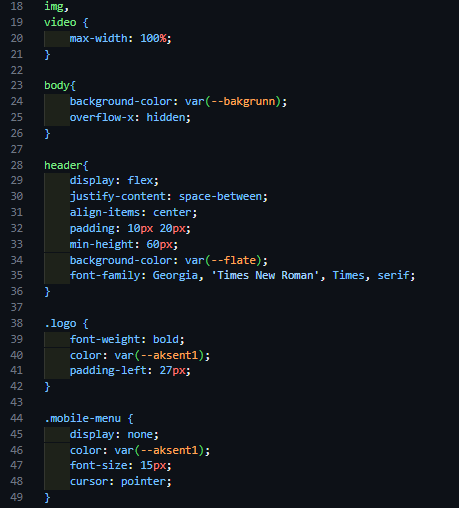 18 img,
19 video {
20 max-width: 100%;
21 }
22
23 body{
24 background-color: var(--bakgrunn);
25 overflow-x: hidden;
26 }
27
28 header{
29 display: flex;
30 justify-content: space-between;
31 align-items: center;
32 padding: 10px 20px;
33 min-height: 60px;
34 background-color: var(--flate);
35 font-family: Georgia, 'Times New Roman', Times, serif;
36 }
37
38 .logo {
39 font-weight: bold;
40 color: var(--aksent1);
41 padding-left: 27px;
42 }
43
44 .mobile-menu {
45 display: none;
46 color: var(--aksent1);
47 font-size: 15px;
48 cursor: pointer;
49 }